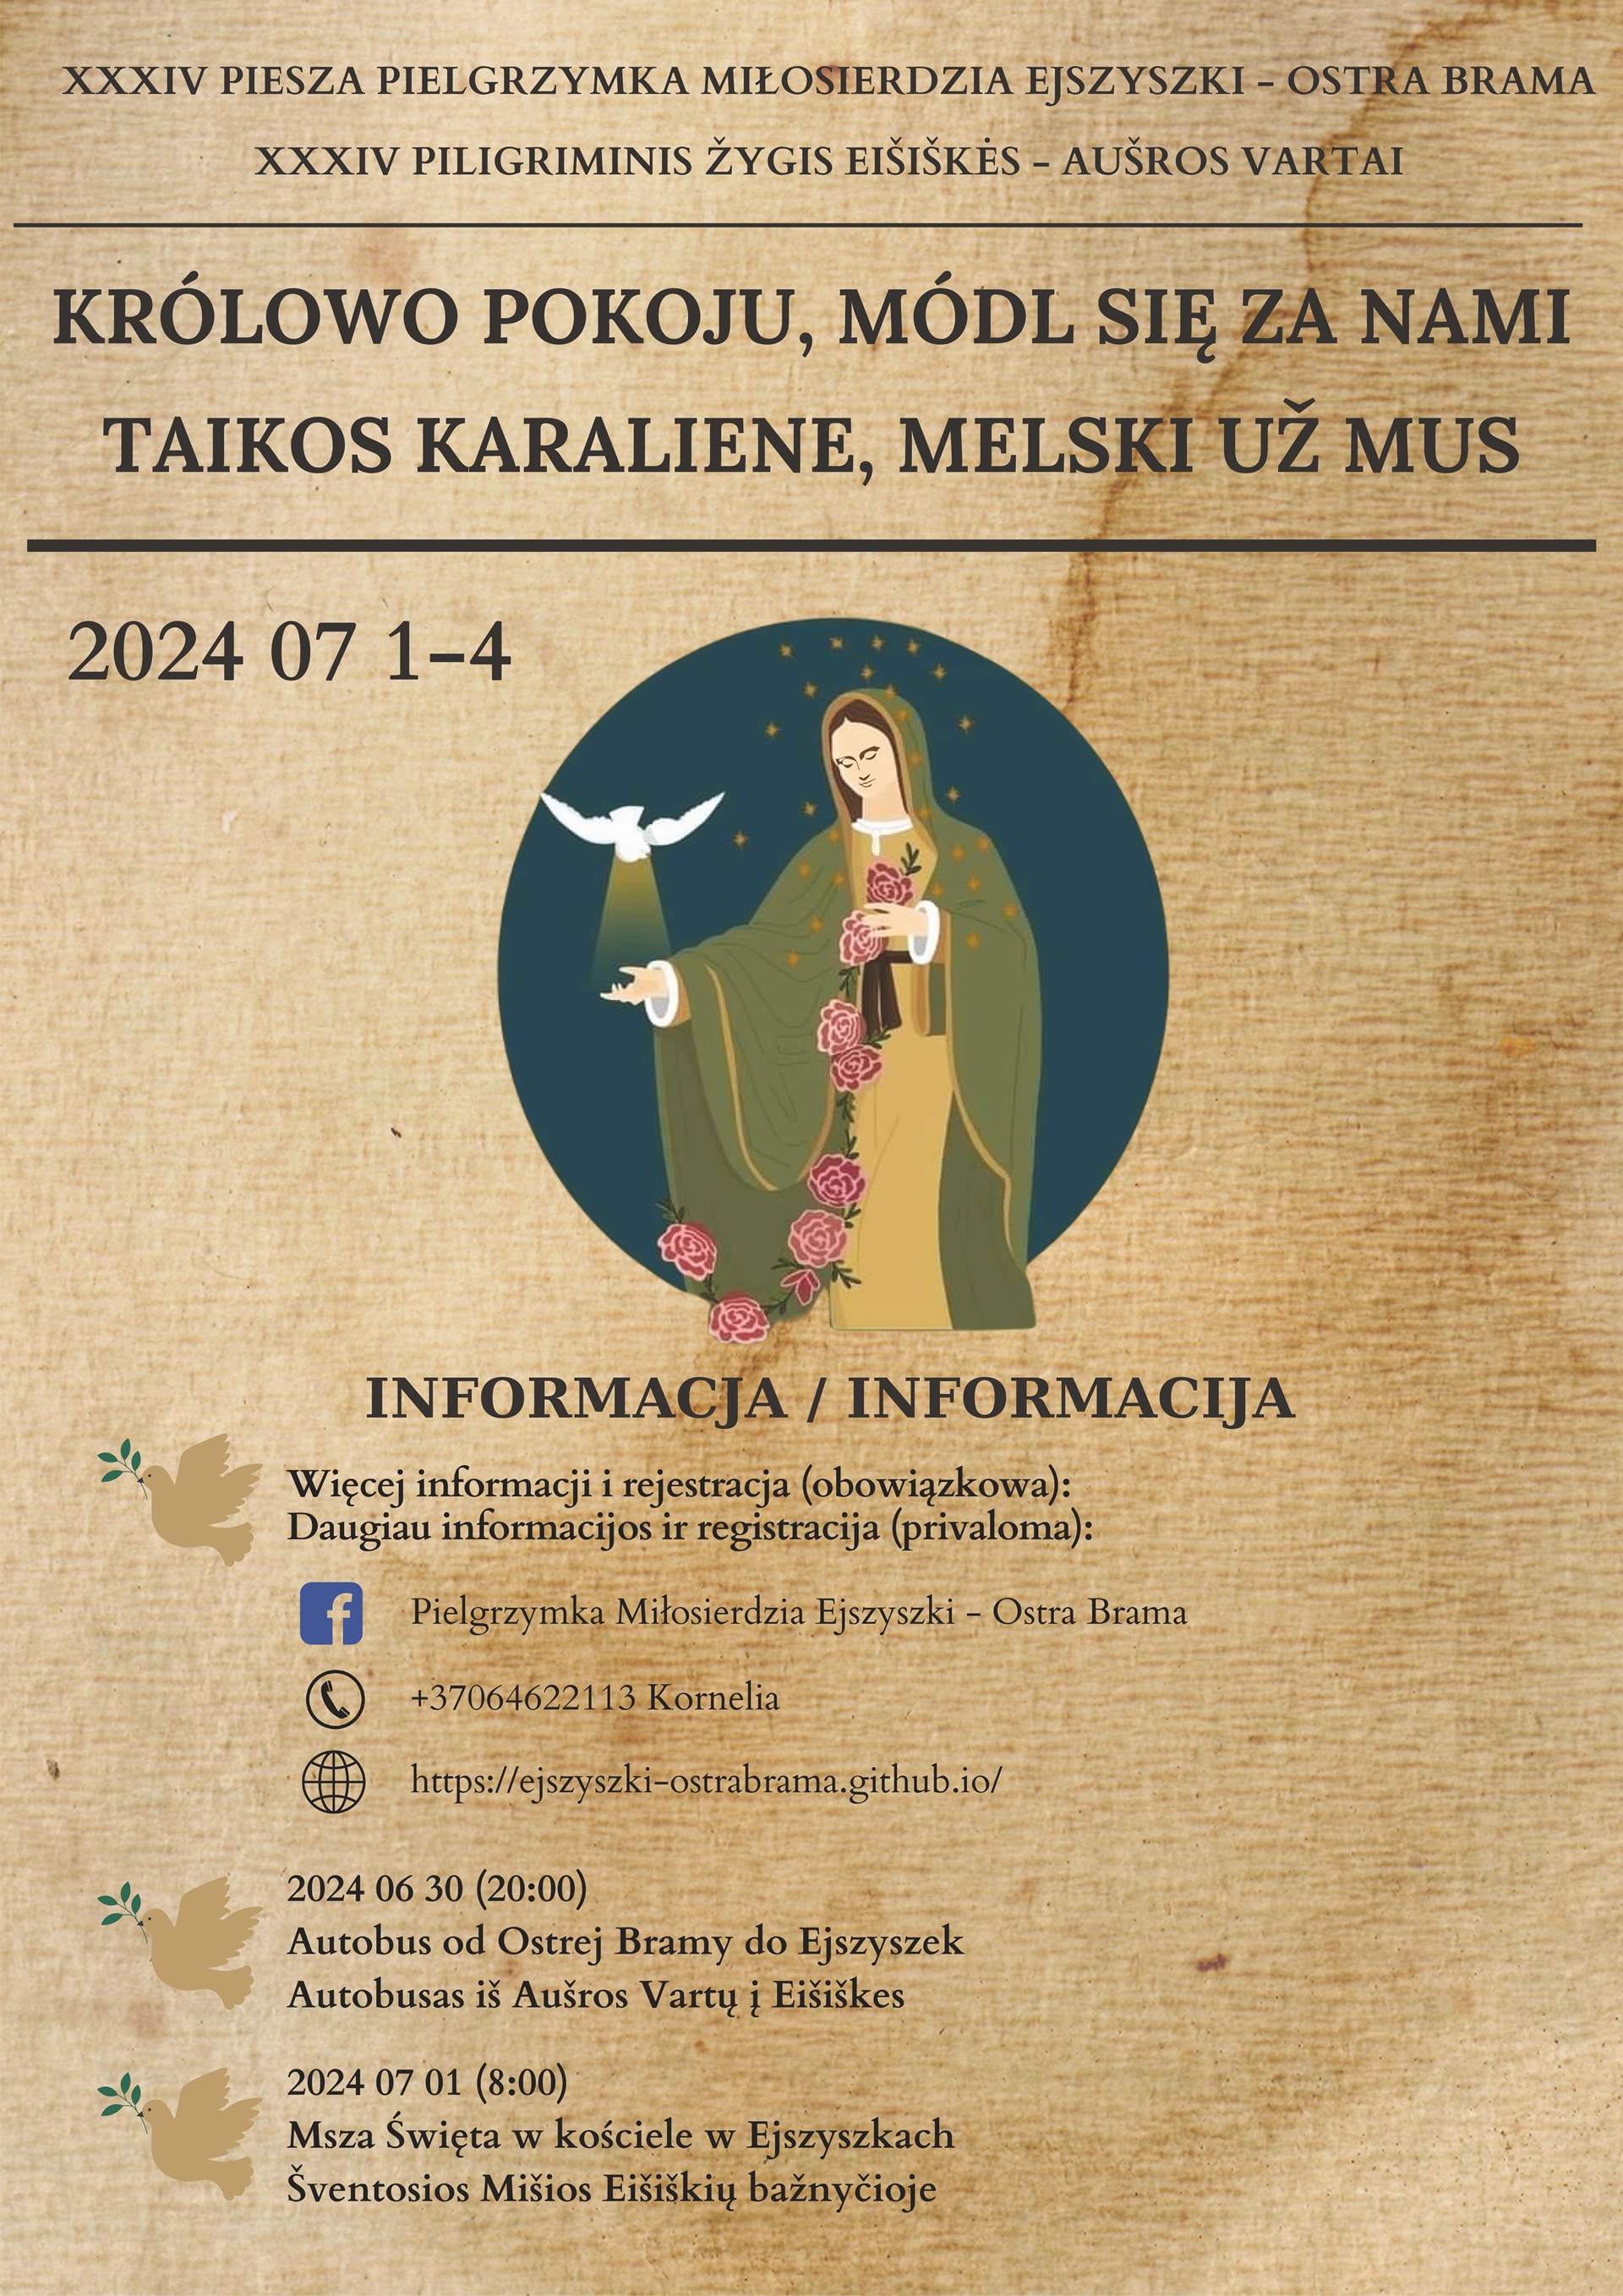 XXXIV PIESZA PIELGRZYMKA MIŁOSIERDZIA EJSZYSZKI - OSTRA BRAMA
XXXIV PILIGRIMINIS ŽYGIS EIŠIŠKĖS - AUŠROS VARTAI
KRÓLOWO POKOJU, MÓDL SIĘ ZA NAMI
TAIKOS KARALIENE, MELSKI UŽ MUS
2024 07 1-4
INFORMACJA / INFORMACIJA
Więcej informacji i rejestracja (obowiązkowa):
Daugiau informacijos ir registracija (privaloma):
Pielgrzymka Miłosierdzia Ejszyszki - Ostra Brama
+37064622113 Kornelia
https://ejszyszki-ostrabrama.github.io/
2024 06 30 (20:00)
Autobus od Ostrej Bramy do Ejszyszek
Autobusas iš Aušros Vartų į Eišiškes
2024 07 01 (8:00)
Msza Święta w kościele w Ejszyszkach
Šventosios Mišios Eišiškių bažnyčioje